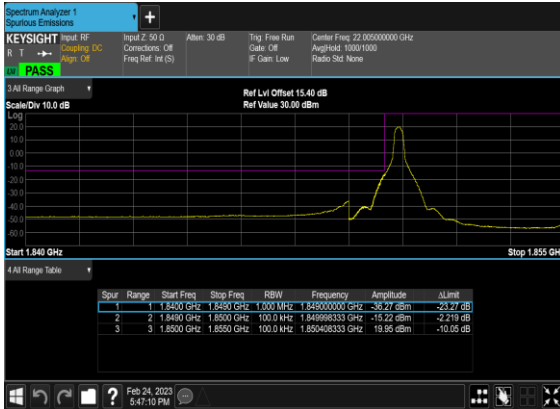 Spectrum Analyzer 1
Spurious Emissions
+
KEYSIGHT
R T
LXI
PASS
Input: RF
Coupling: DC
Align: Off
Input Z: 50 Ω
Corrections: Off
Freq Ref: Int (S)
Atten: 30 dB
Trig: Free Run
Gate: Off
IF Gain: Low
Center Freq: 22.005000000 GHz
Avg|Hold: 1000/1000
Radio Std: None
3 All Range Graph
Scale/Div 10.0 dB
Ref Lvl Offset 15.40 dB
Ref Value 30.00 dBm
Log
20.0
10.0
0.00
-10.0
-20.0
-30.0
-40.0
-50.0
-60.0
Start 1.840 GHz
Stop 1.855 GH
4 All Range Table
Spur Range Start Freq Stop Freq RBW Frequency Amplitude ΔLimit
1 1 1.8400 GHz 1.8490 GHz 1.000 MHz 1.849000000 GHz -36.27 dBm -23.27 dB
2 2 1.8490 GHz 1.8500 GHz 100.0 kHz 1.849998333 GHz -15.22 dBm -2.219 dB
3 3 1.8500 GHz 1.8550 GHz 100.0 kHz 1.850408333 GHz 19.95 dBm -10.05 dB
?
Feb 24, 2023
5:47:10 PM